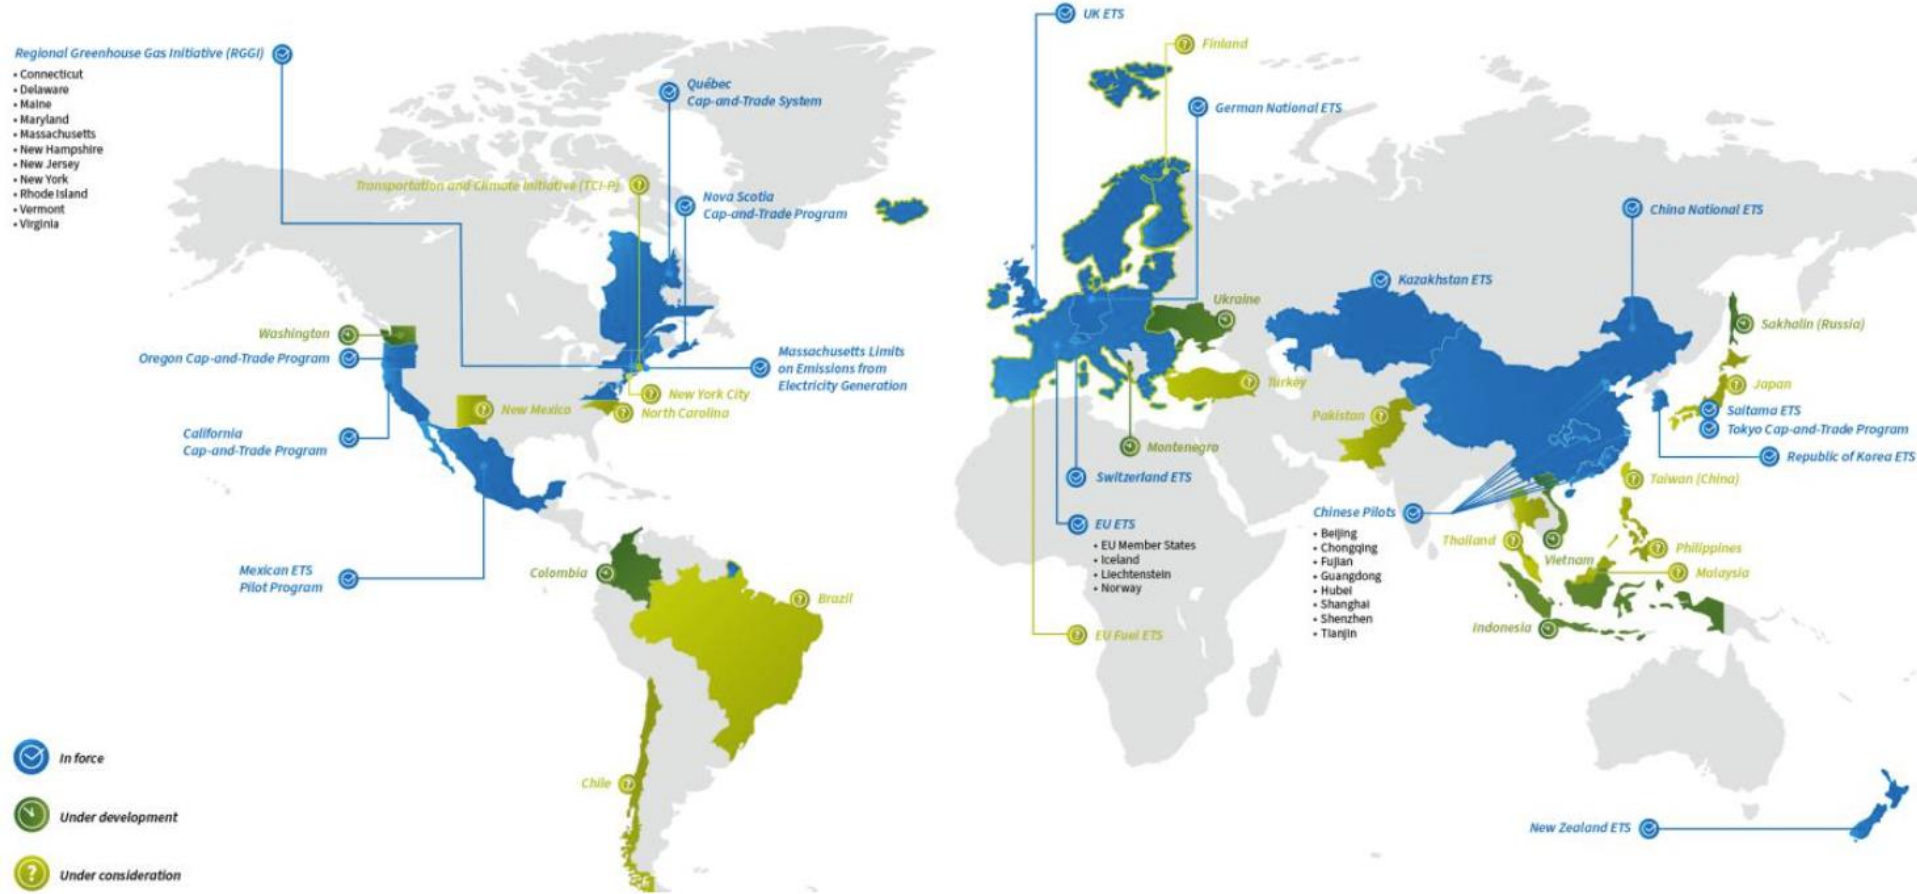 UK ETS
Finland
Regional Greenhouse Gas Initiative (RGGI)
• Connecticut
• Delaware
• Maine
• Maryland
• Massachusetts
• New Hampshire
• New Jersey
• New York
• Rhode Island
• Vermont
• Virginia
Québec
Cap-and-Trade System
German National ETS
Transportation and Climate Initiative (TCI-P)
Nova Scotia
Cap-and-Trade Program
China National ETS
Kazakhstan ETS
Ukraine
Sakhalin (Russia)
Washington
Oregon Cap-and-Trade Program
Massachusetts Limits
on Emissions from
Electricity Generation
New York City
North Carolina
New Mexico
California
Cap-and-Trade Program
Turkey
Japan
Saitama ETS
Tokyo Cap-and-Trade Program
Pakistan
Republic of Korea ETS
Montenegro
Switzerland ETS
Taiwan (China)
EU ETS
• EU Member States
• Iceland
• Liechtenstein
• Norway
Chinese Pilots
• Beijing
• Chongqing
• Fujian
• Guangdong
• Hubei
• Shanghai
• Shenzhen
• Tianjin
Thailand
Vietnam
Philippines
Malaysia
Indonesia
Mexican ETS
Pilot Program
Colombia
Brazil
EU Fuel ETS
Chile
New Zealand ETS
In force
Under development
Under consideration